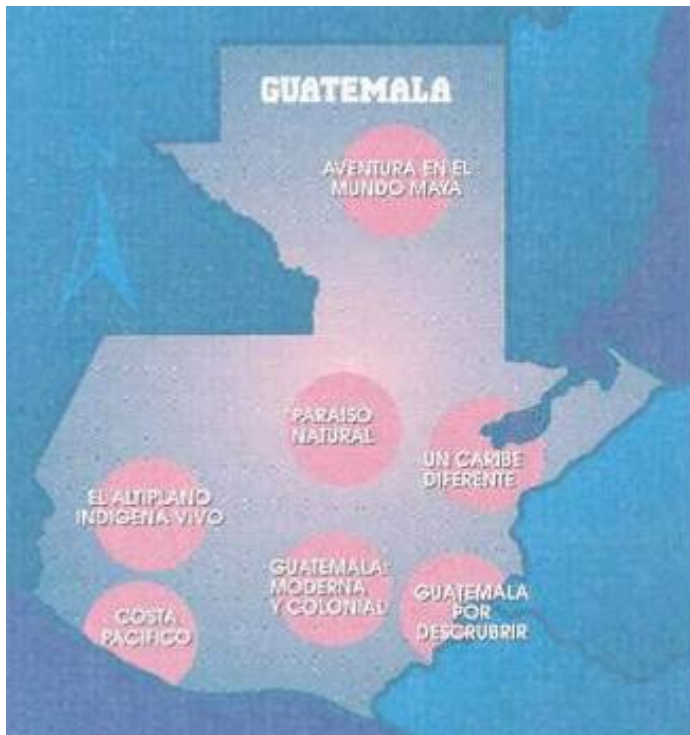 GUATEMALA
AVENTURA EN EL
MUNDO MAYA
PARAÍSO
NATURAL
UN CARIBE
DIFERENTE
EL ALTIPLANO
INDIGENA VIVO
GUATEMALA
MODERNA
Y COLONIAL
GUATEMALA
POR
DESCRUBRIR
COSTA
PACIFICO